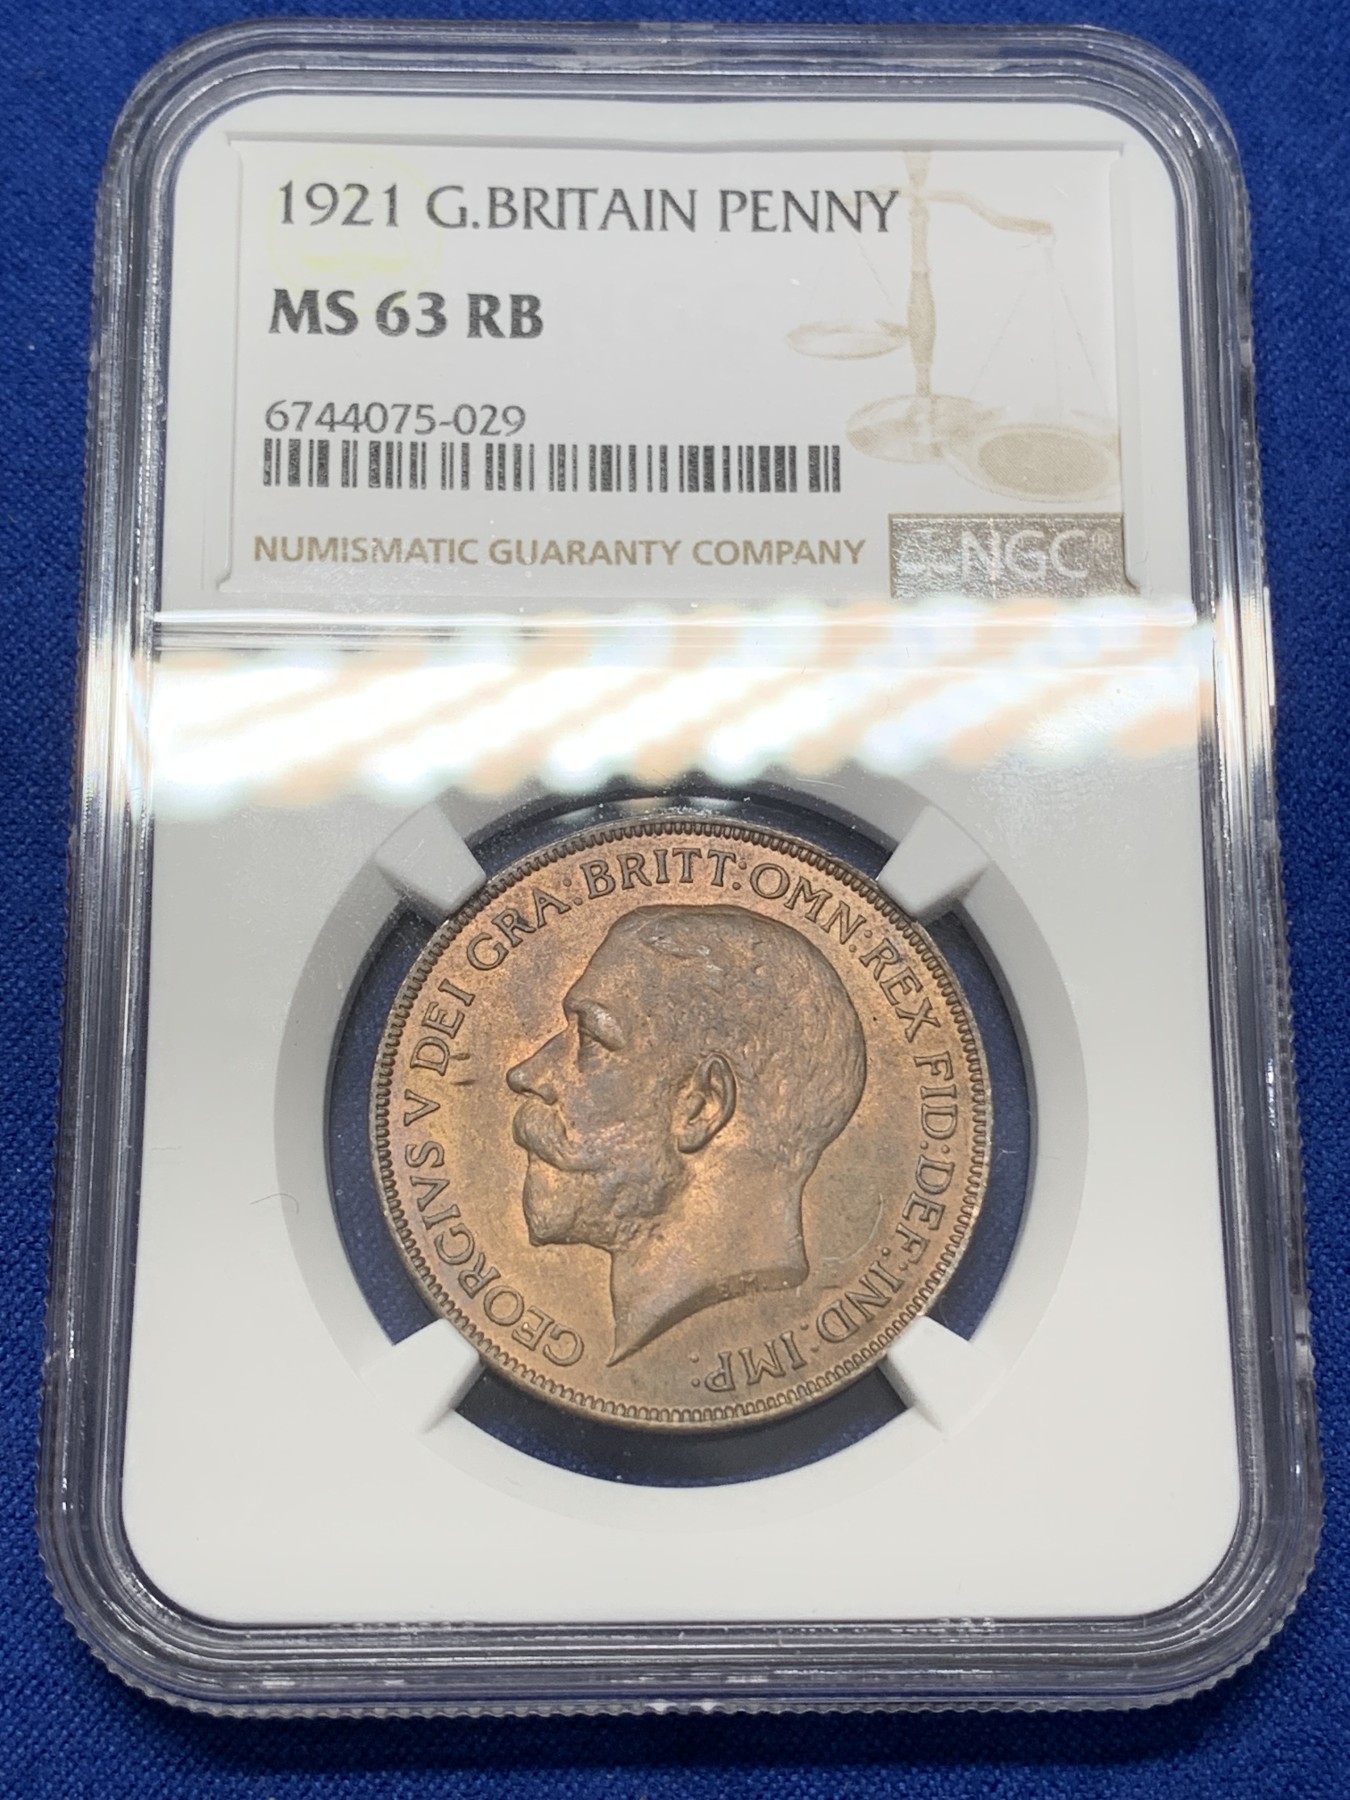 1921 G.BRITAIN PENNY
MS 63 RB
6744075-029
NUMISMATIC GUARANTY COMPANY
NGC®
GEORGIVS V DEI GRA:BRITT:OMN:REX FID:DEF:IND:IMP:
B.M.